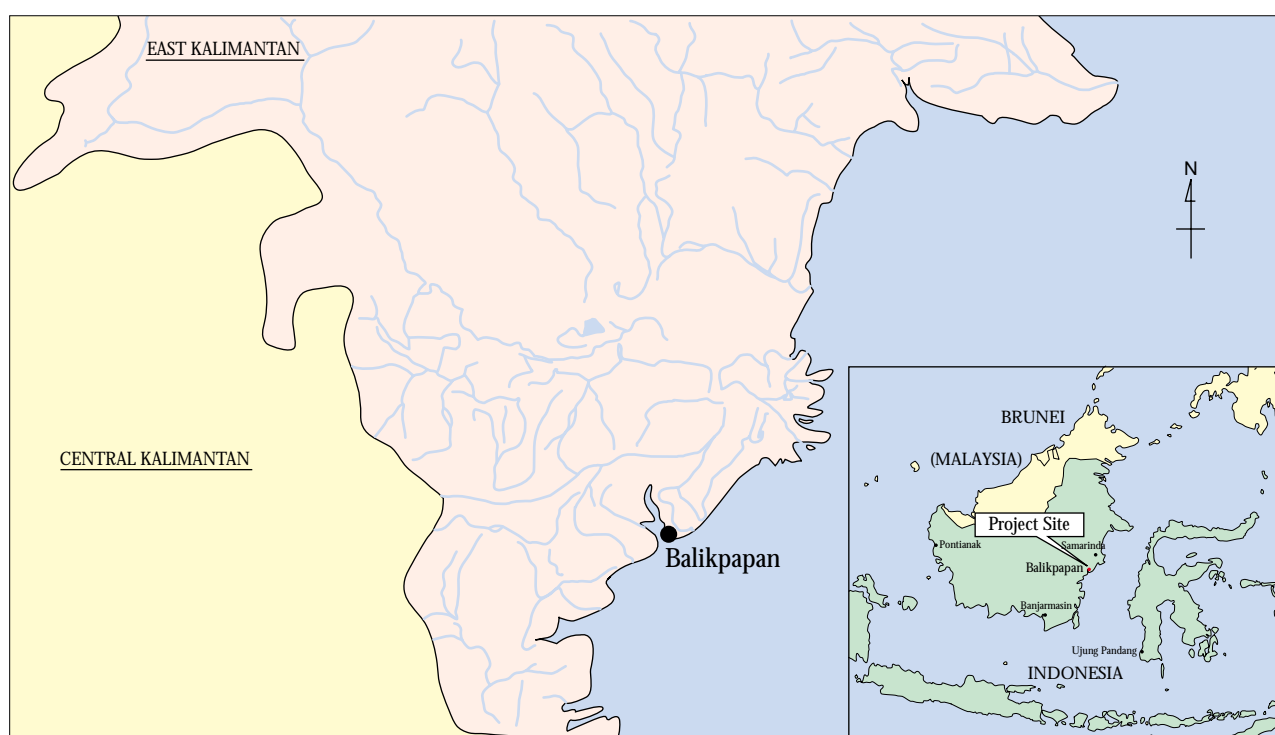 EAST KALIMANTAN
N
CENTRAL KALIMANTAN
Balikpapan
BRUNEI
(MALAYSIA)
Project Site
Pontianak
Samarinda
Balikpapan
Banjarmasin
Ujung Pandang
INDONESIA